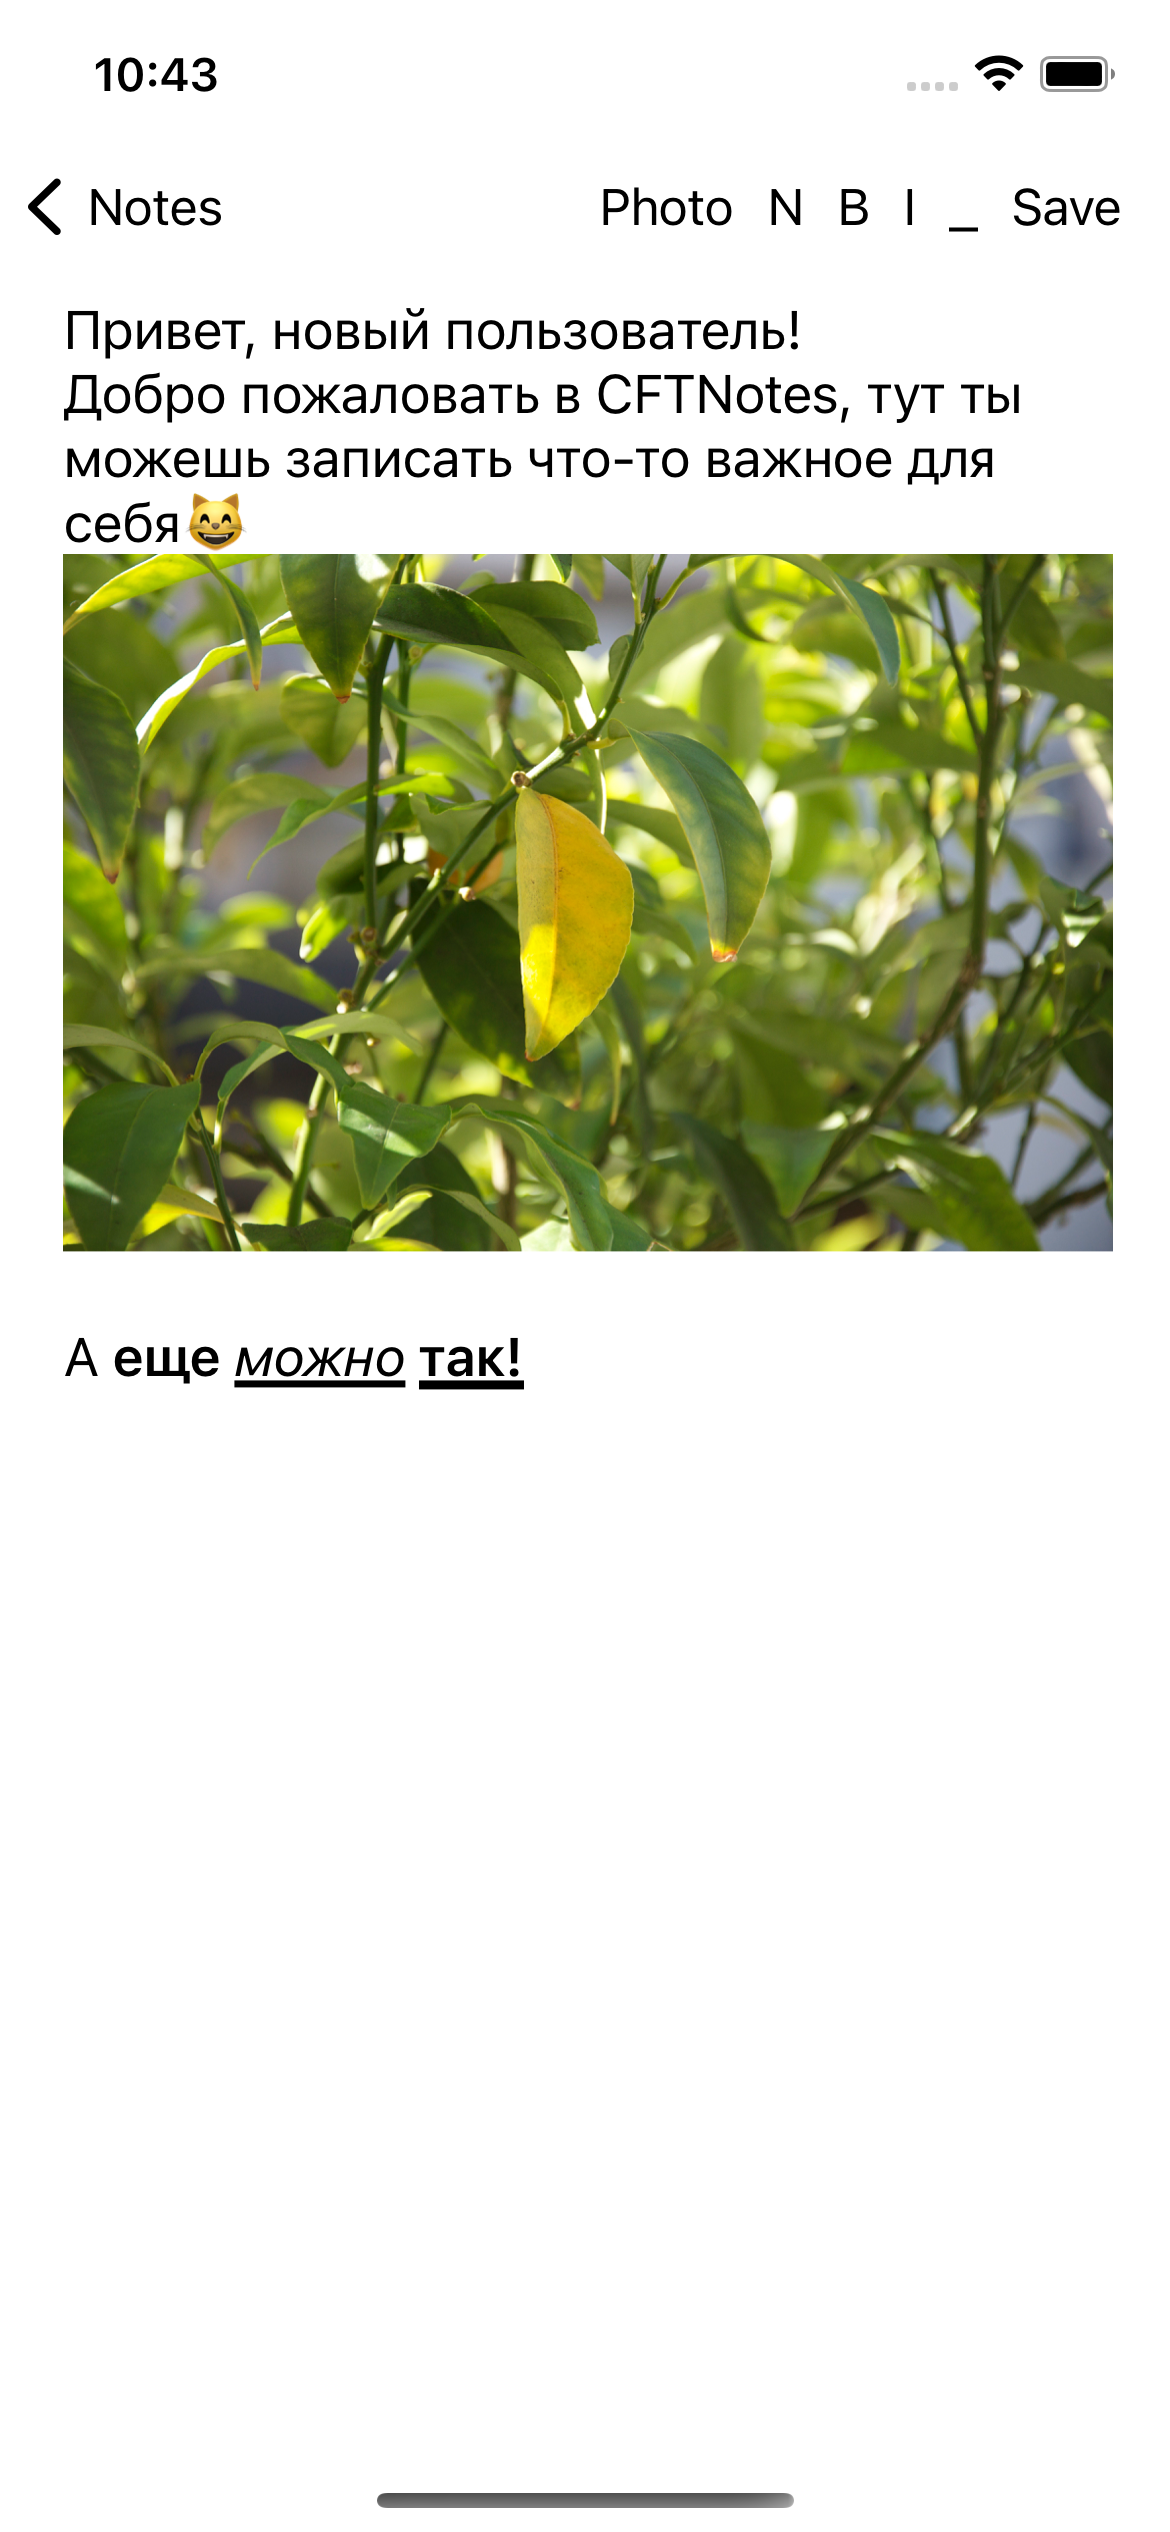 10:43
Notes Photo N B I _ Save
Привет, новый пользователь!
Добро пожаловать в CFTNotes, тут ты
можешь записать что-то важное для
себя😸
А еще можно так!